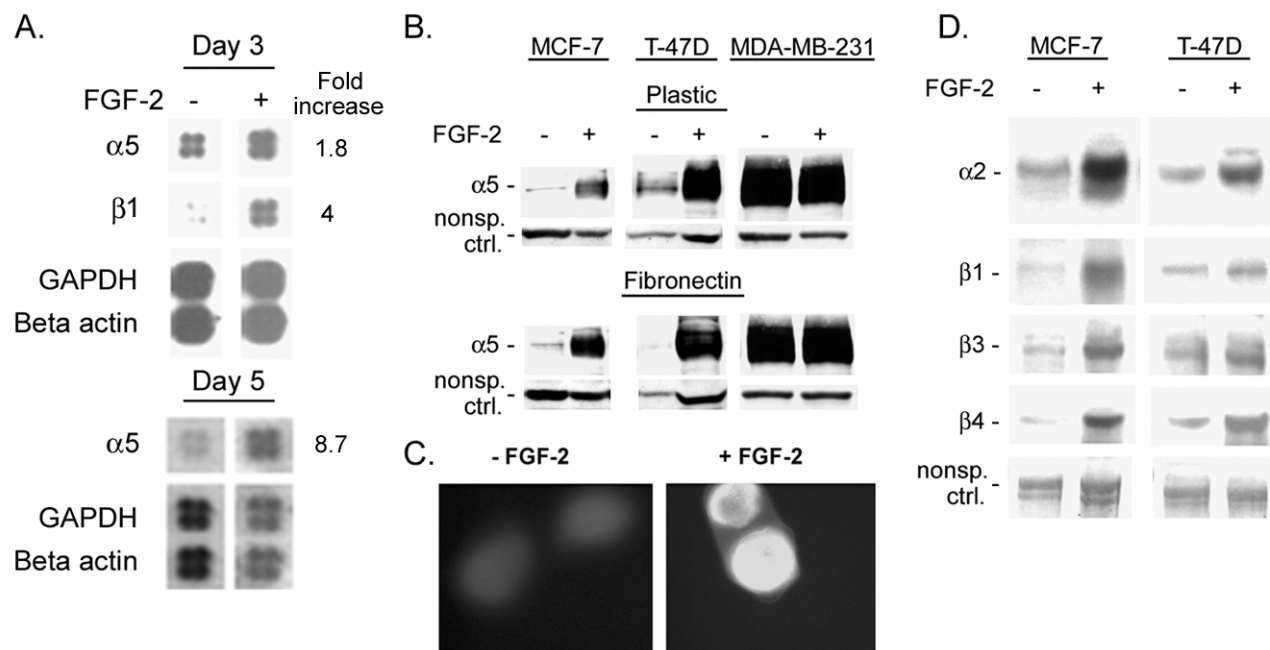 A.
Day 3
FGF-2 - + Fold increase
α5 1.8
β1 4
GAPDH
Beta actin
Day 5
α5 8.7
GAPDH
Beta actin
B.
MCF-7 T-47D MDA-MB-231
Plastic
FGF-2 - + - + - +
α5 -
nonsp.
ctrl. -
Fibronectin
α5 -
nonsp.
ctrl. -
C.
- FGF-2 + FGF-2
D.
MCF-7 T-47D
FGF-2 - + - +
α2 -
β1 -
β3 -
β4 -
nonsp. -
ctrl.